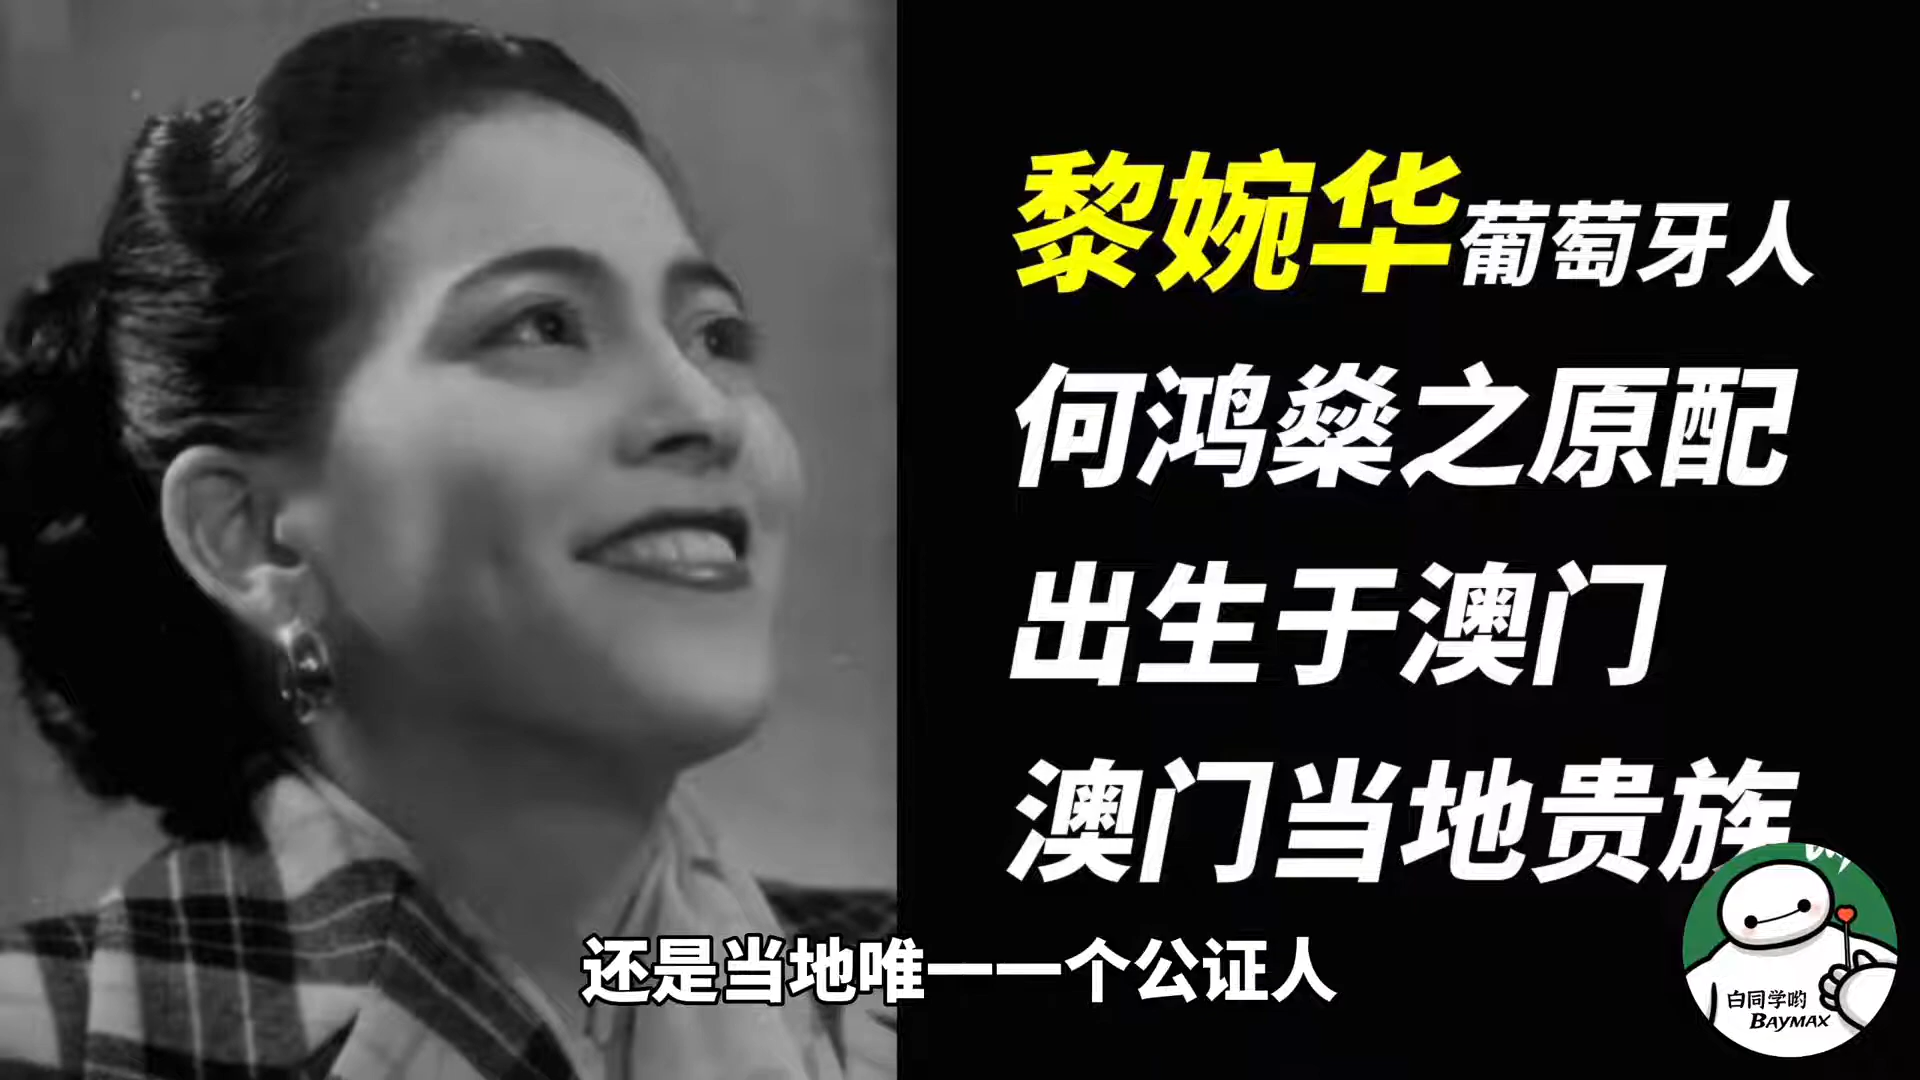 黎婉华葡萄牙人
何鸿燊之原配
出生于澳门
澳门当地贵族
还是当地唯一一个公证人
白同学哟
BAYMAX